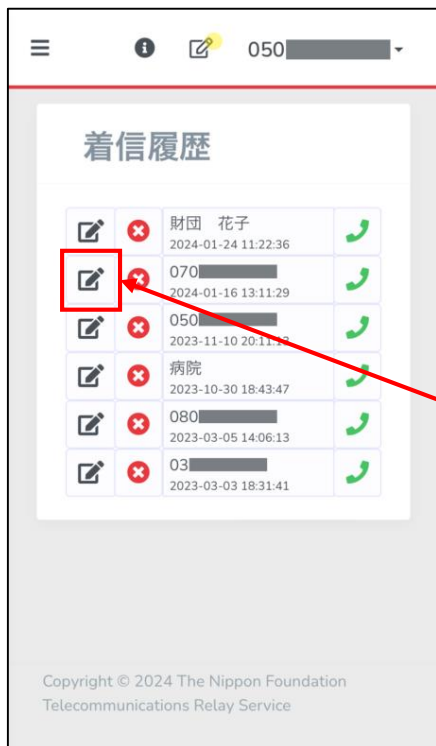 050
着信履歴
財団 花子
2024-01-24 11:22:36
070
2024-01-16 13:11:29
050
2023-11-10 20:11:13
病院
2023-10-30 18:43:47
080
2023-03-05 14:06:13
03
2023-03-03 18:31:41
Copyright © 2024 The Nippon Foundation
Telecommunications Relay Service